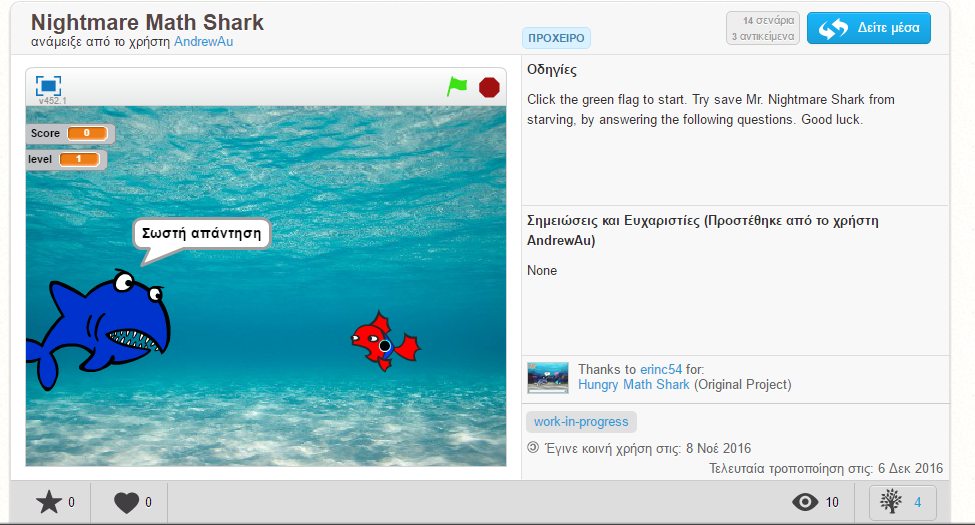 Nightmare Math Shark
ανάμειξε από το χρήστη AndrewAu
ΠΡΟΧΕΙΡΟ
14 σενάρια
3 αντικείμενα
Δείτε μέσα
v452.1
Score 0
level 1
Σωστή απάντηση
Οδηγίες
Click the green flag to start. Try save Mr. Nightmare Shark from
starving, by answering the following questions. Good luck.
Σημειώσεις και Ευχαριστίες (Προστέθηκε από το χρήστη
AndrewAu)
None
Thanks to erinc54 for:
Hungry Math Shark (Original Project)
work-in-progress
Έγινε κοινή χρήση στις: 8 Νοέ 2016
Τελευταία τροποποίηση στις: 6 Δεκ 2016
0
0
10
4